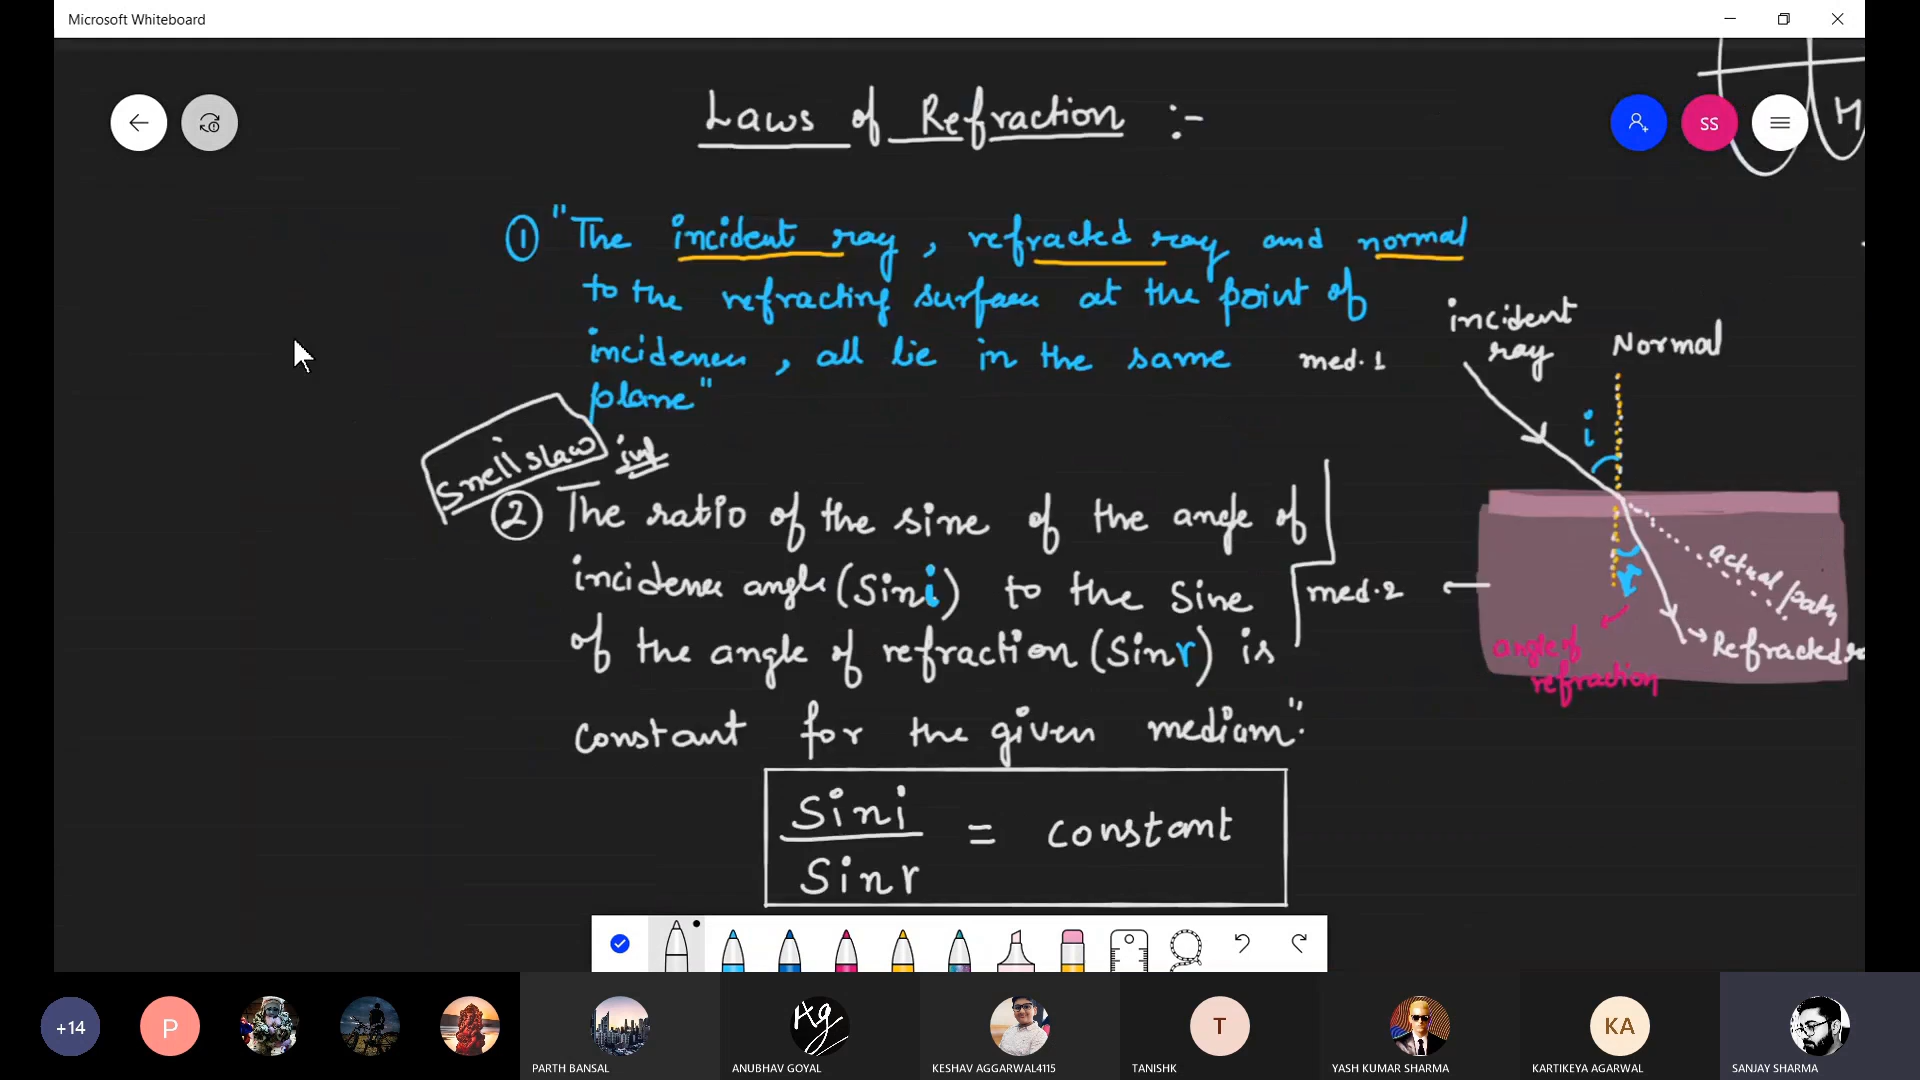 Microsoft Whiteboard
Laws of Refraction :-
SS
H
① "The incident ray, refracted ray and normal
to the refracting surface at the point of
incidence, all lie in the same
plane"
med.1
incident
ray
Normal
i
Snell's law
② The ratio of the sine of the angle of
incidence angle (Sin i) to the Sine
of the angle of refraction (Sin r) is
constant for the given medium".
med.2
r
actual path
angle of
refraction
Refracted
Sin i
Sin r
= constant
+14
P
Hg
T
KA
PARTH BANSAL
ANUBHAV GOYAL
KESHAV AGGARWAL4115
TANISHK
YASH KUMAR SHARMA
KARTIKEYA AGARWAL
SANJAY SHARMA